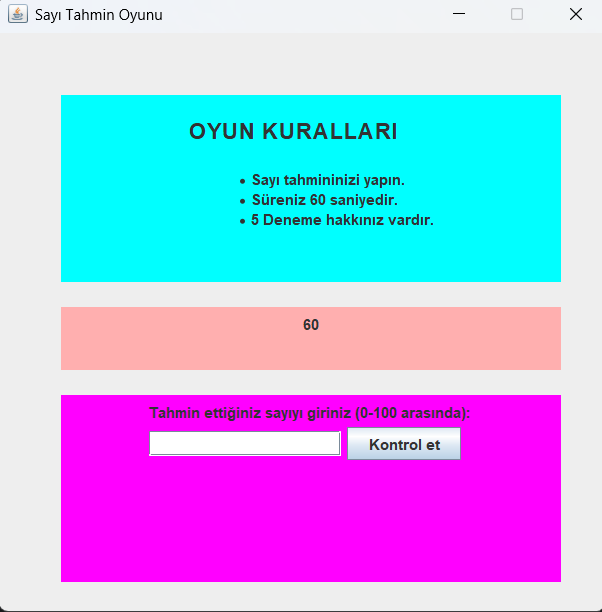 Sayı Tahmin Oyunu
OYUN KURALLARI
• Sayı tahmininizi yapın.
• Süreniz 60 saniyedir.
• 5 Deneme hakkınız vardır.
60
Tahmin ettiğiniz sayıyı giriniz (0-100 arasında):
Kontrol et